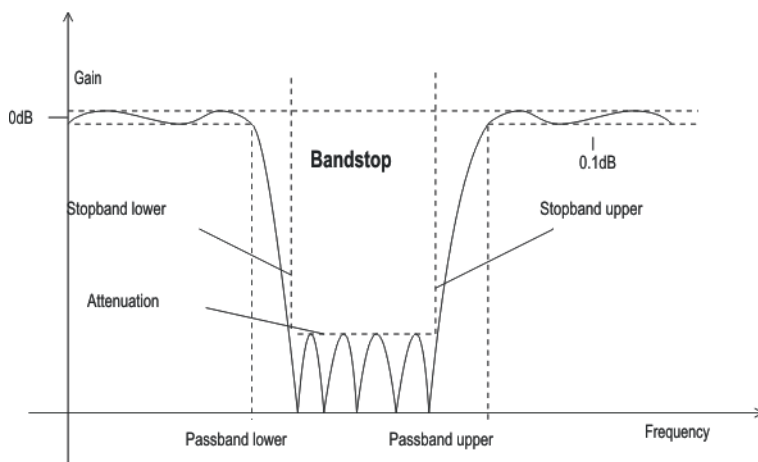 Gain
0dB
Bandstop
0.1dB
Stopband lower
Stopband upper
Attenuation
Passband lower
Passband upper
Frequency